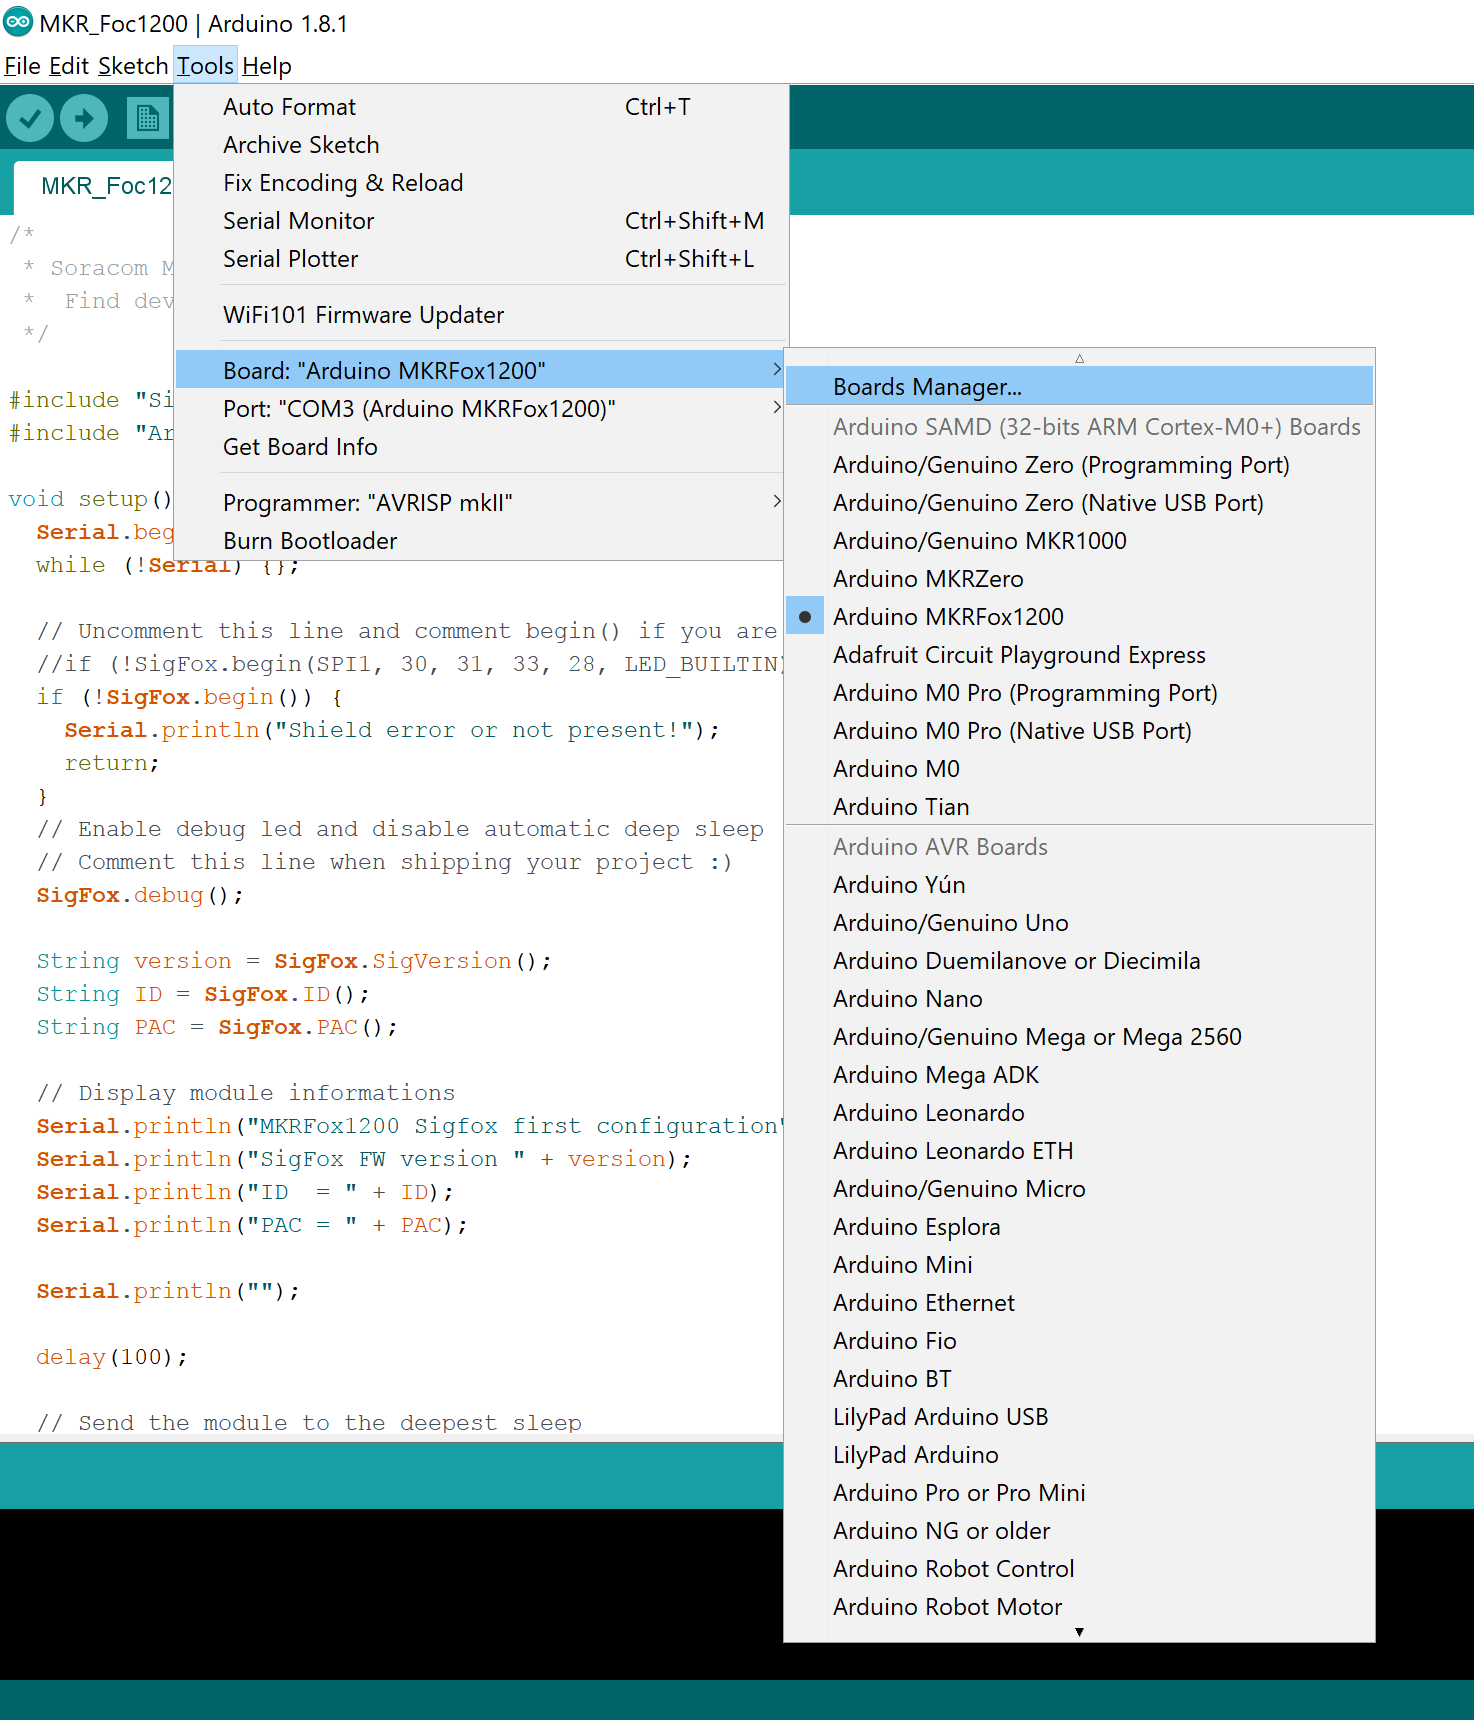 MKR_Foc1200 | Arduino 1.8.1
File Edit Sketch Tools Help
Auto Format Ctrl+T
Archive Sketch
Fix Encoding & Reload
Serial Monitor Ctrl+Shift+M
Serial Plotter Ctrl+Shift+L
WiFi101 Firmware Updater
Board: "Arduino MKRFox1200"
Port: "COM3 (Arduino MKRFox1200)"
Get Board Info
Programmer: "AVRISP mkII"
Burn Bootloader
Boards Manager...
Arduino SAMD (32-bits ARM Cortex-M0+) Boards
Arduino/Genuino Zero (Programming Port)
Arduino/Genuino Zero (Native USB Port)
Arduino/Genuino MKR1000
Arduino MKRZero
Arduino MKRFox1200
Adafruit Circuit Playground Express
Arduino M0 Pro (Programming Port)
Arduino M0 Pro (Native USB Port)
Arduino M0
Arduino Tian
Arduino AVR Boards
Arduino Yún
Arduino/Genuino Uno
Arduino Duemilanove or Diecimila
Arduino Nano
Arduino/Genuino Mega or Mega 2560
Arduino Mega ADK
Arduino Leonardo
Arduino Leonardo ETH
Arduino/Genuino Micro
Arduino Esplora
Arduino Mini
Arduino Ethernet
Arduino Fio
Arduino BT
LilyPad Arduino USB
LilyPad Arduino
Arduino Pro or Pro Mini
Arduino NG or older
Arduino Robot Control
Arduino Robot Motor
MKR_Foc12
/*
* Soracom M
* Find dev
*/
#include "Si
#include "Ar
void setup()
Serial.beg
while (!Serial) {};
// Uncomment this line and comment begin() if you are
//if (!SigFox.begin(SPI1, 30, 31, 33, 28, LED_BUILTIN)
if (!SigFox.begin()) {
Serial.println("Shield error or not present!");
return;
}
// Enable debug led and disable automatic deep sleep
// Comment this line when shipping your project :)
SigFox.debug();
String version = SigFox.SigVersion();
String ID = SigFox.ID();
String PAC = SigFox.PAC();
// Display module informations
Serial.println("MKRFox1200 Sigfox first configuration"
Serial.println("SigFox FW version " + version);
Serial.println("ID  = " + ID);
Serial.println("PAC = " + PAC);
Serial.println("");
delay(100);
// Send the module to the deepest sleep